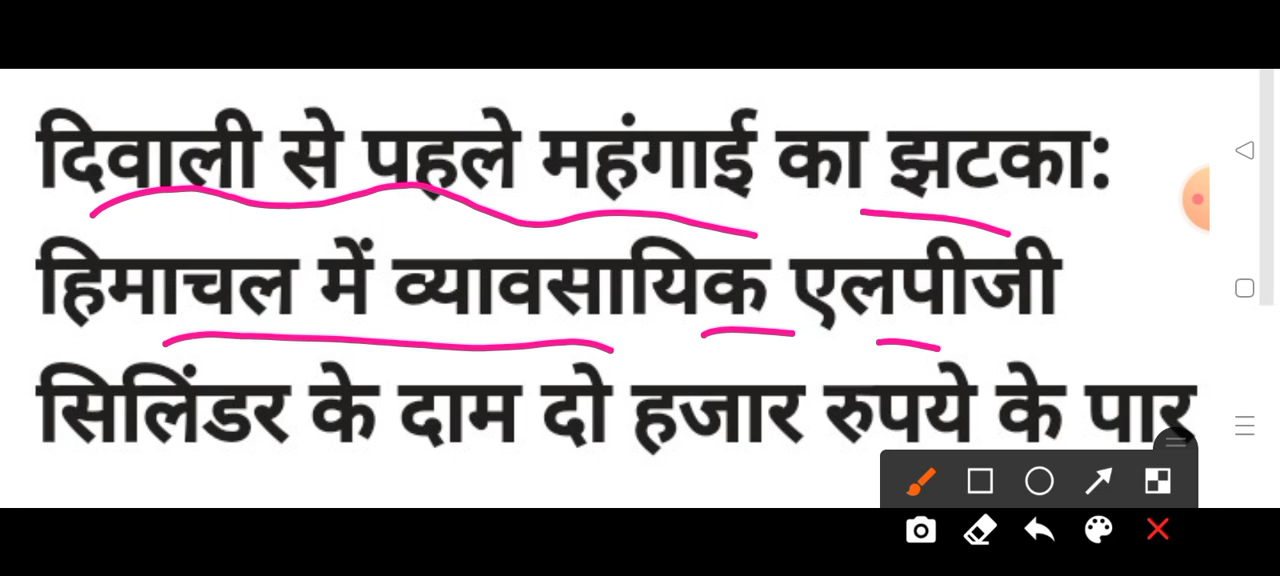 दिवाली से पहले महंगाई का झटका:
हिमाचल में व्यावसायिक एलपीजी
सिलिंडर के दाम दो हजार रुपये के पार